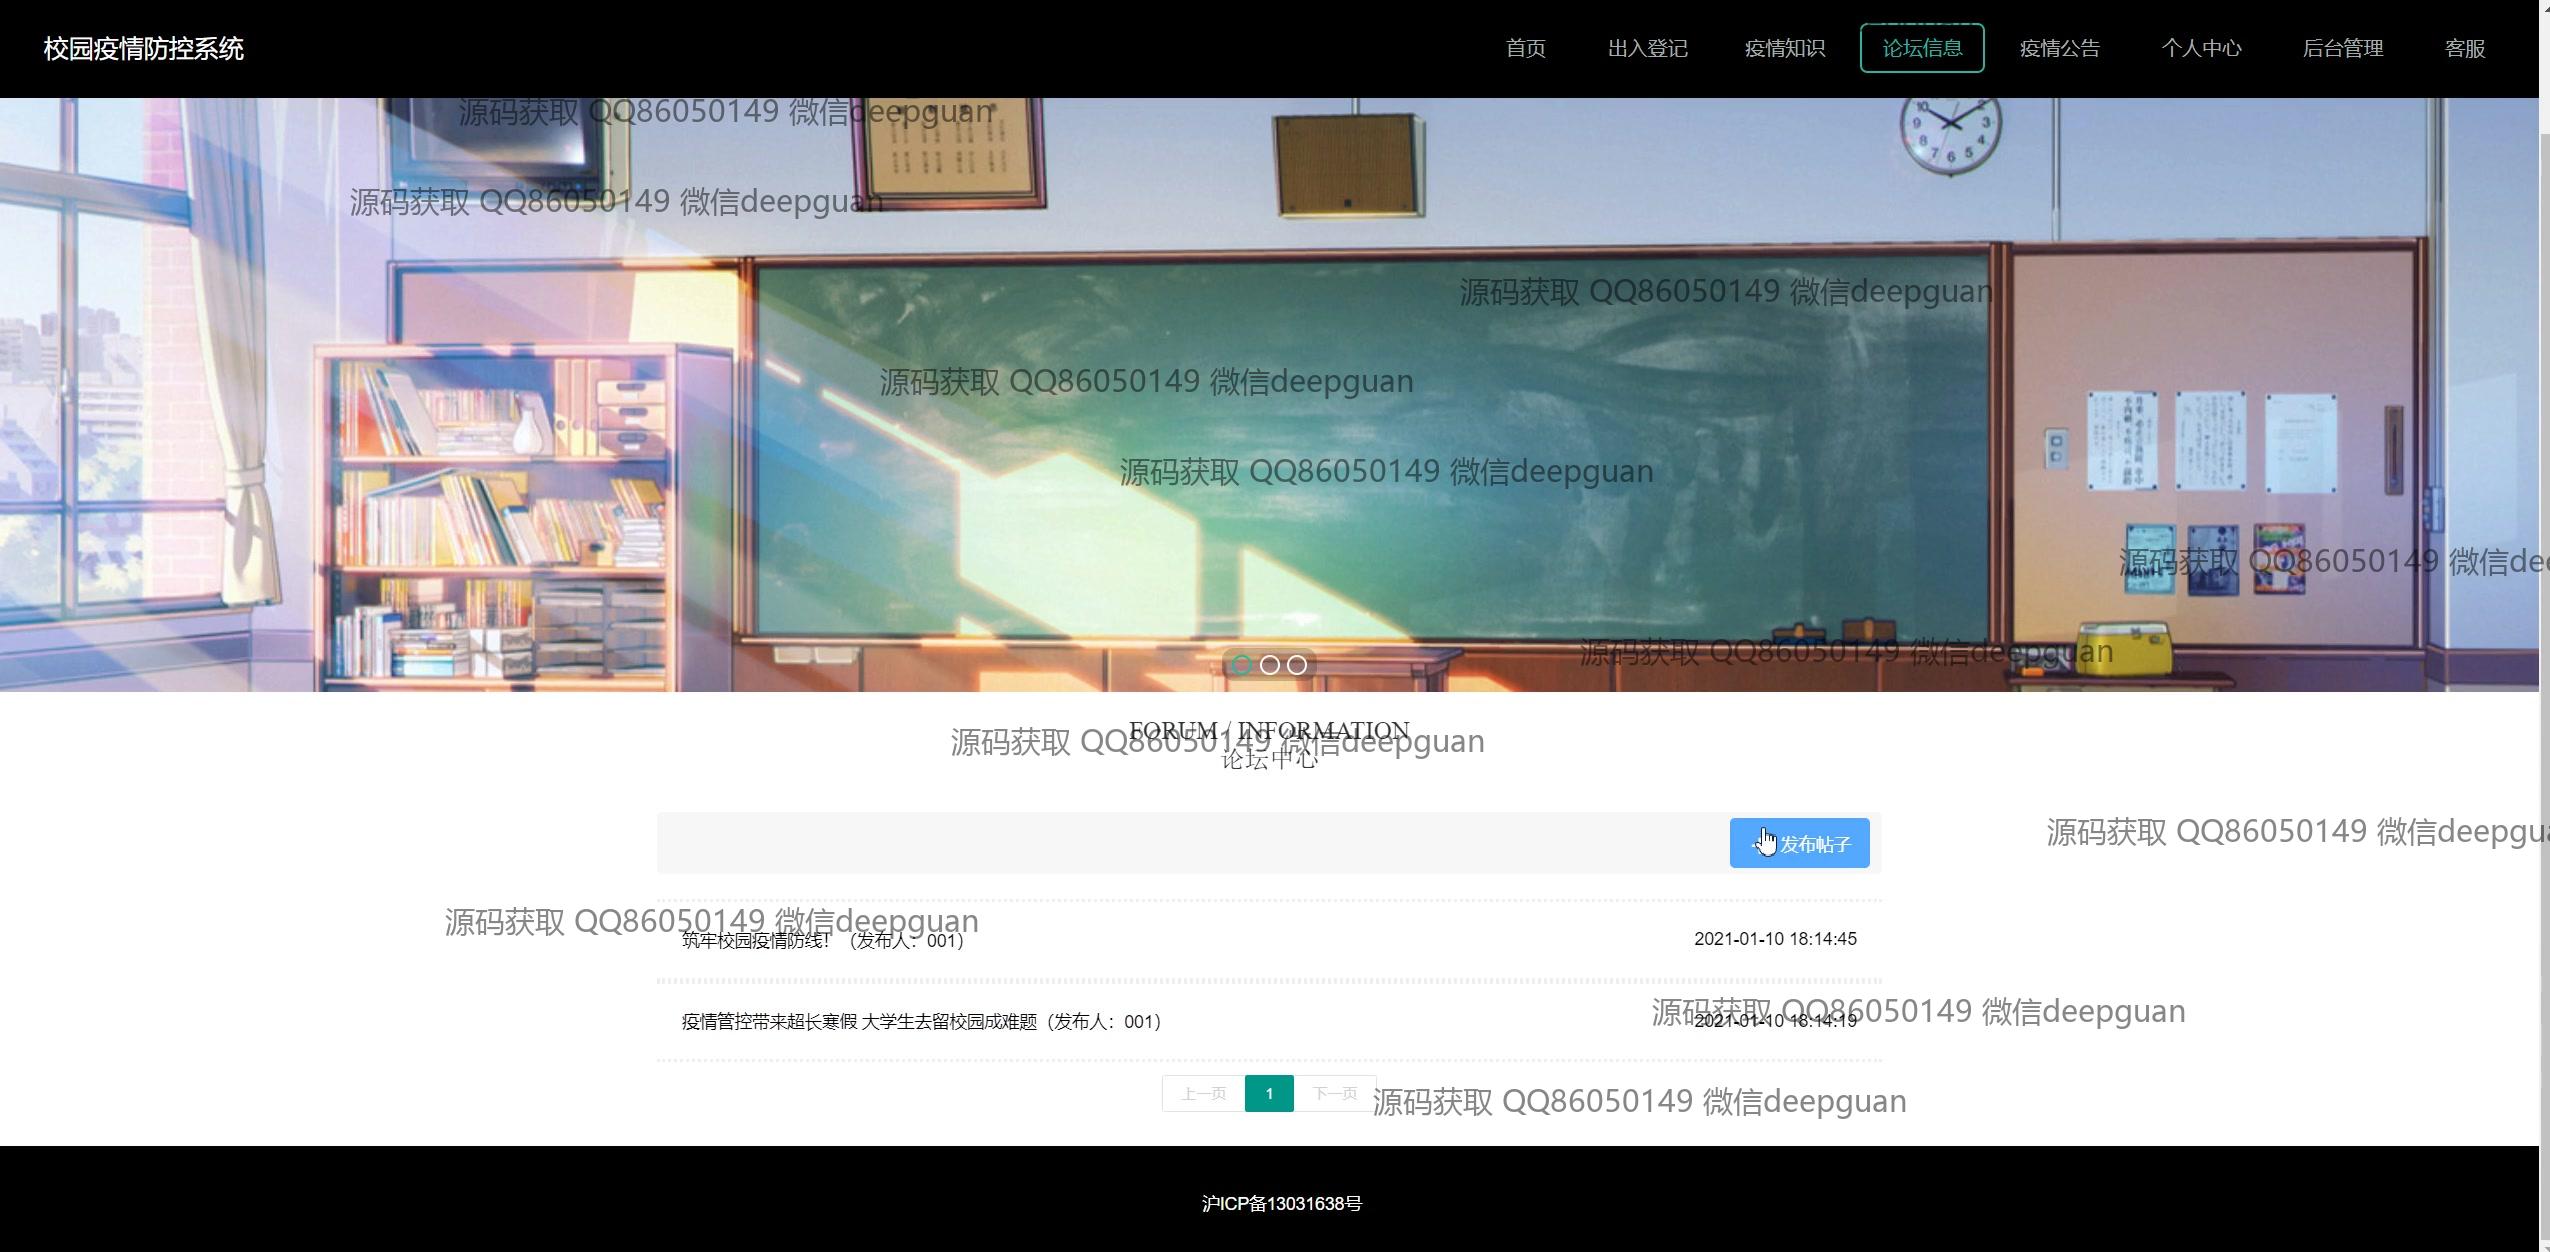 校园疫情防控系统
首页 出入登记 疫情知识 论坛信息 疫情公告 个人中心 后台管理 客服
源码获取 QQ86050149 微信deepguan
源码获取 QQ86050149 微信deepguan
源码获取 QQ86050149 微信deepguan
源码获取 QQ86050149 微信deepguan
源码获取 QQ86050149 微信deepguan
源码获取 QQ86050149 微信dee
源码获取 QQ86050149 微信deepguan
FORUM / INFORMATION
源码获取 QQ86050149 微信deepguan
论坛中心
源码获取 QQ86050149 微信deepgua
发布帖子
源码获取 QQ86050149 微信deepguan
筑牢校园疫情防线！（发布人：001） 2021-01-10 18:14:45
源码获取 QQ86050149 微信deepguan
疫情管控带来超长寒假 大学生去留校园成难题（发布人：001） 2021-01-10 18:14:19
上一页 1 下一页
源码获取 QQ86050149 微信deepguan
沪ICP备13031638号